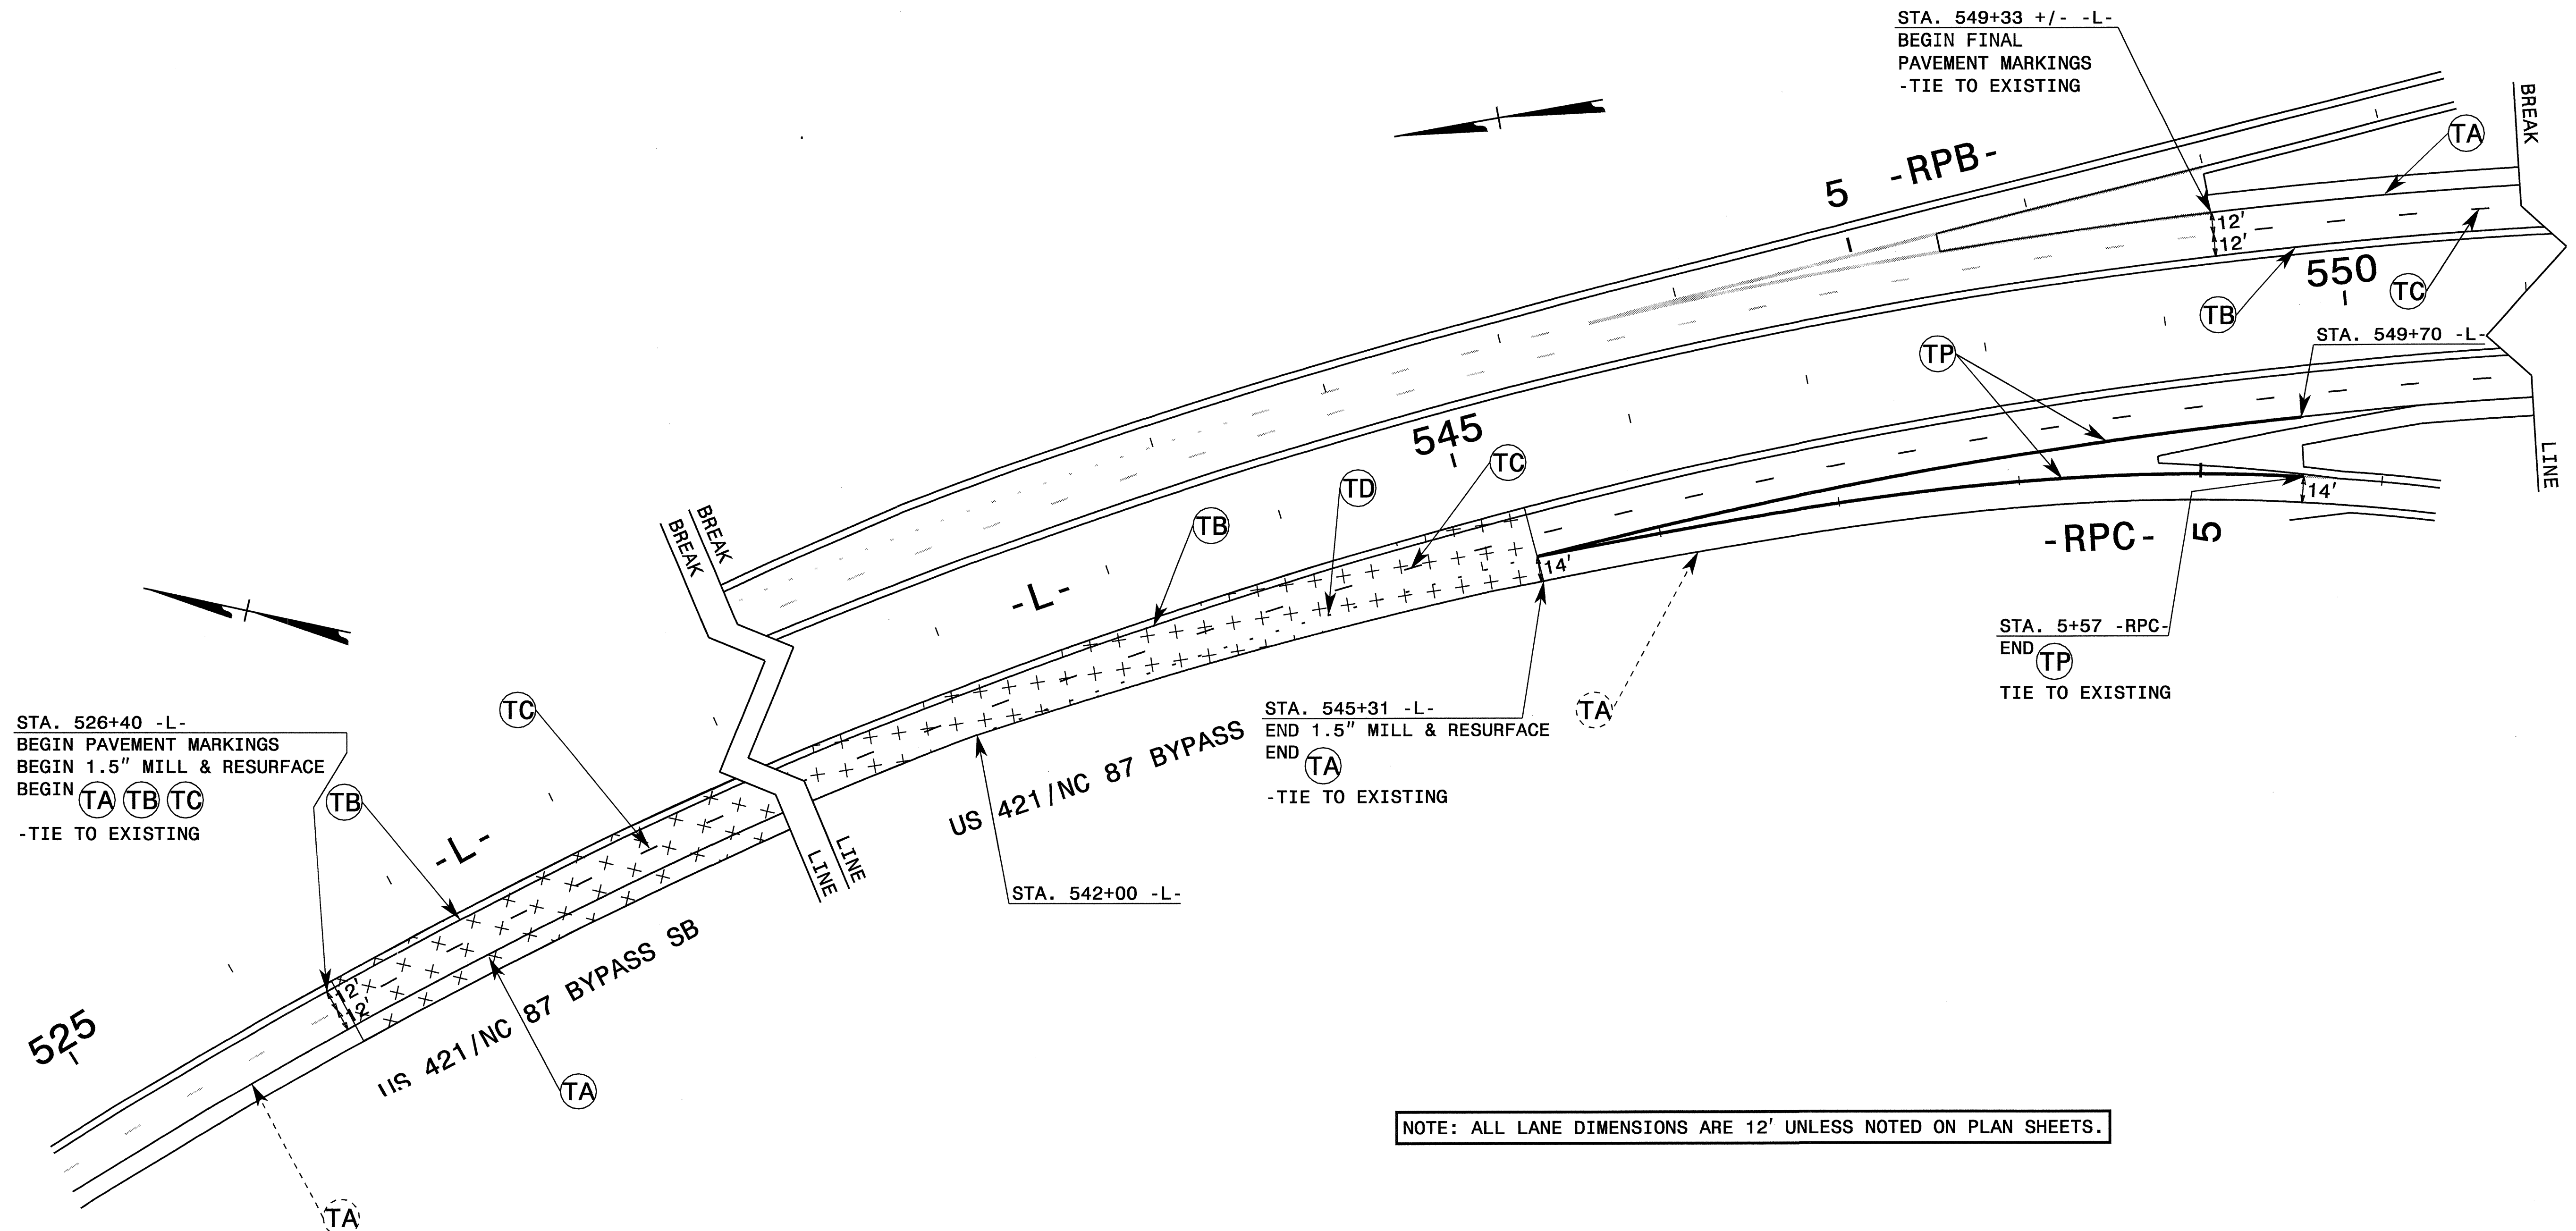 STA. 549+33 +/- -L-
BEGIN FINAL
PAVEMENT MARKINGS
-TIE TO EXISTING
BREAK
TA
5 -RPB-
12'
12'
550
TC
TB
STA. 549+70 -L-
TP
545
TC
TD
TB
BREAK
BREAK
-L-
14'
14'
-RPC- 5
LINE
STA. 5+57 -RPC-
END TP
TIE TO EXISTING
TA
STA. 545+31 -L-
END 1.5" MILL & RESURFACE
END TA
-TIE TO EXISTING
US 421/NC 87 BYPASS
STA. 542+00 -L-
LINE
LINE
TC
STA. 526+40 -L-
BEGIN PAVEMENT MARKINGS
BEGIN 1.5" MILL & RESURFACE
BEGIN TA TB TC
-TIE TO EXISTING
TB
-L-
12'
12'
525
US 421/NC 87 BYPASS SB
TA
TA
NOTE: ALL LANE DIMENSIONS ARE 12' UNLESS NOTED ON PLAN SHEETS.